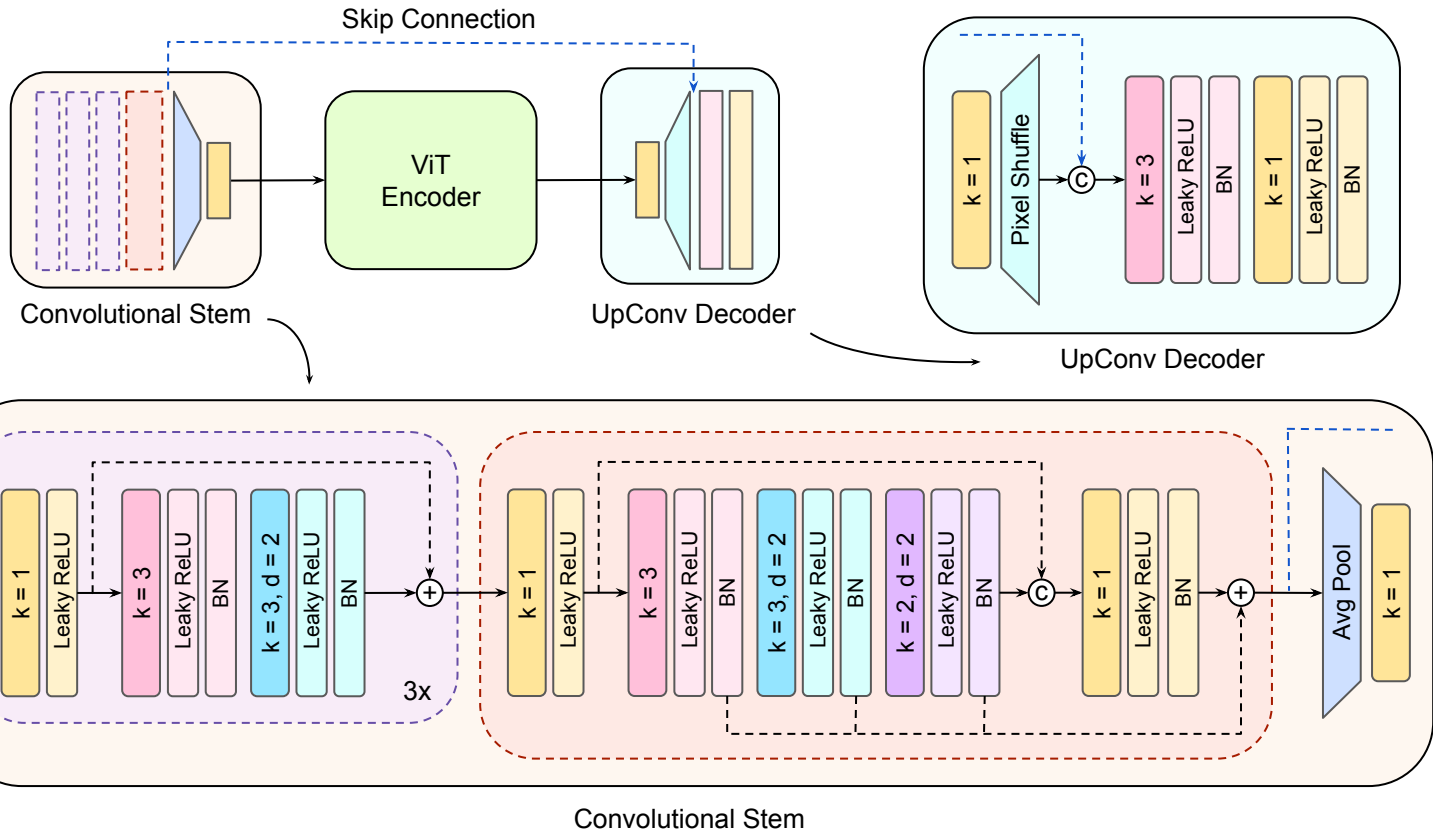 Skip Connection
ViT
Encoder
Convolutional Stem
UpConv Decoder
k = 1
Pixel Shuffle
C
k = 3
Leaky ReLU
BN
k = 1
Leaky ReLU
BN
UpConv Decoder
k = 1
Leaky ReLU
k = 3
Leaky ReLU
BN
k = 3, d = 2
Leaky ReLU
BN
+
3x
k = 1
Leaky ReLU
k = 3
Leaky ReLU
BN
k = 3, d = 2
Leaky ReLU
BN
k = 2, d = 2
Leaky ReLU
BN
C
k = 1
Leaky ReLU
BN
+
Avg Pool
k = 1
Convolutional Stem